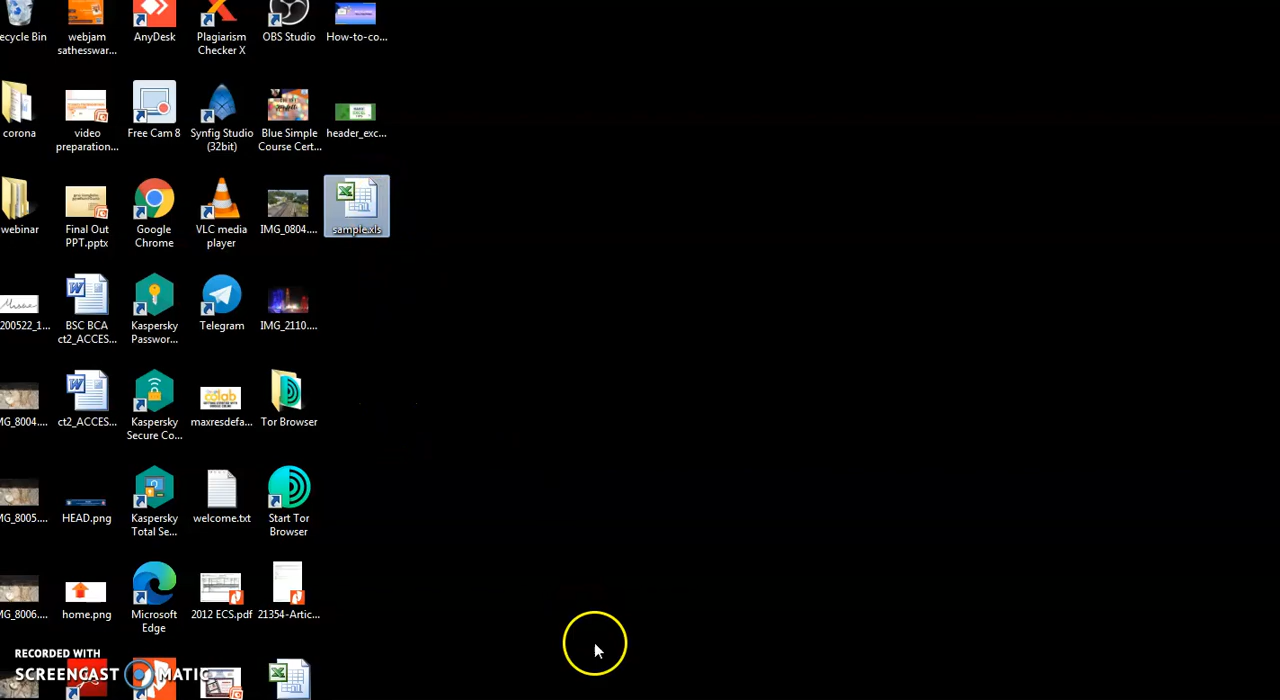 ecycle Bin
webjam
sathesswar...
AnyDesk
Plagiarism
Checker X
OBS Studio
How-to-co...
corona
video
preparation...
Free Cam 8
Synfig Studio
(32bit)
Blue Simple
Course Cert...
header_exc...
webinar
Final Out
PPT.pptx
Google
Chrome
VLC media
player
IMG_0804....
sample.xls
200522_1...
BSC BCA
ct2_ACCES...
Kaspersky
Passwor...
Telegram
IMG_2110....
MG_8004....
ct2_ACCES...
Kaspersky
Secure Co...
colab
maxresdefa...
Tor Browser
MG_8005....
HEAD.png
Kaspersky
Total Se...
welcome.txt
Start Tor
Browser
MG_8006....
home.png
Microsoft
Edge
2012 ECS.pdf
21354-Artic...
RECORDED WITH
SCREENCAST MATIC